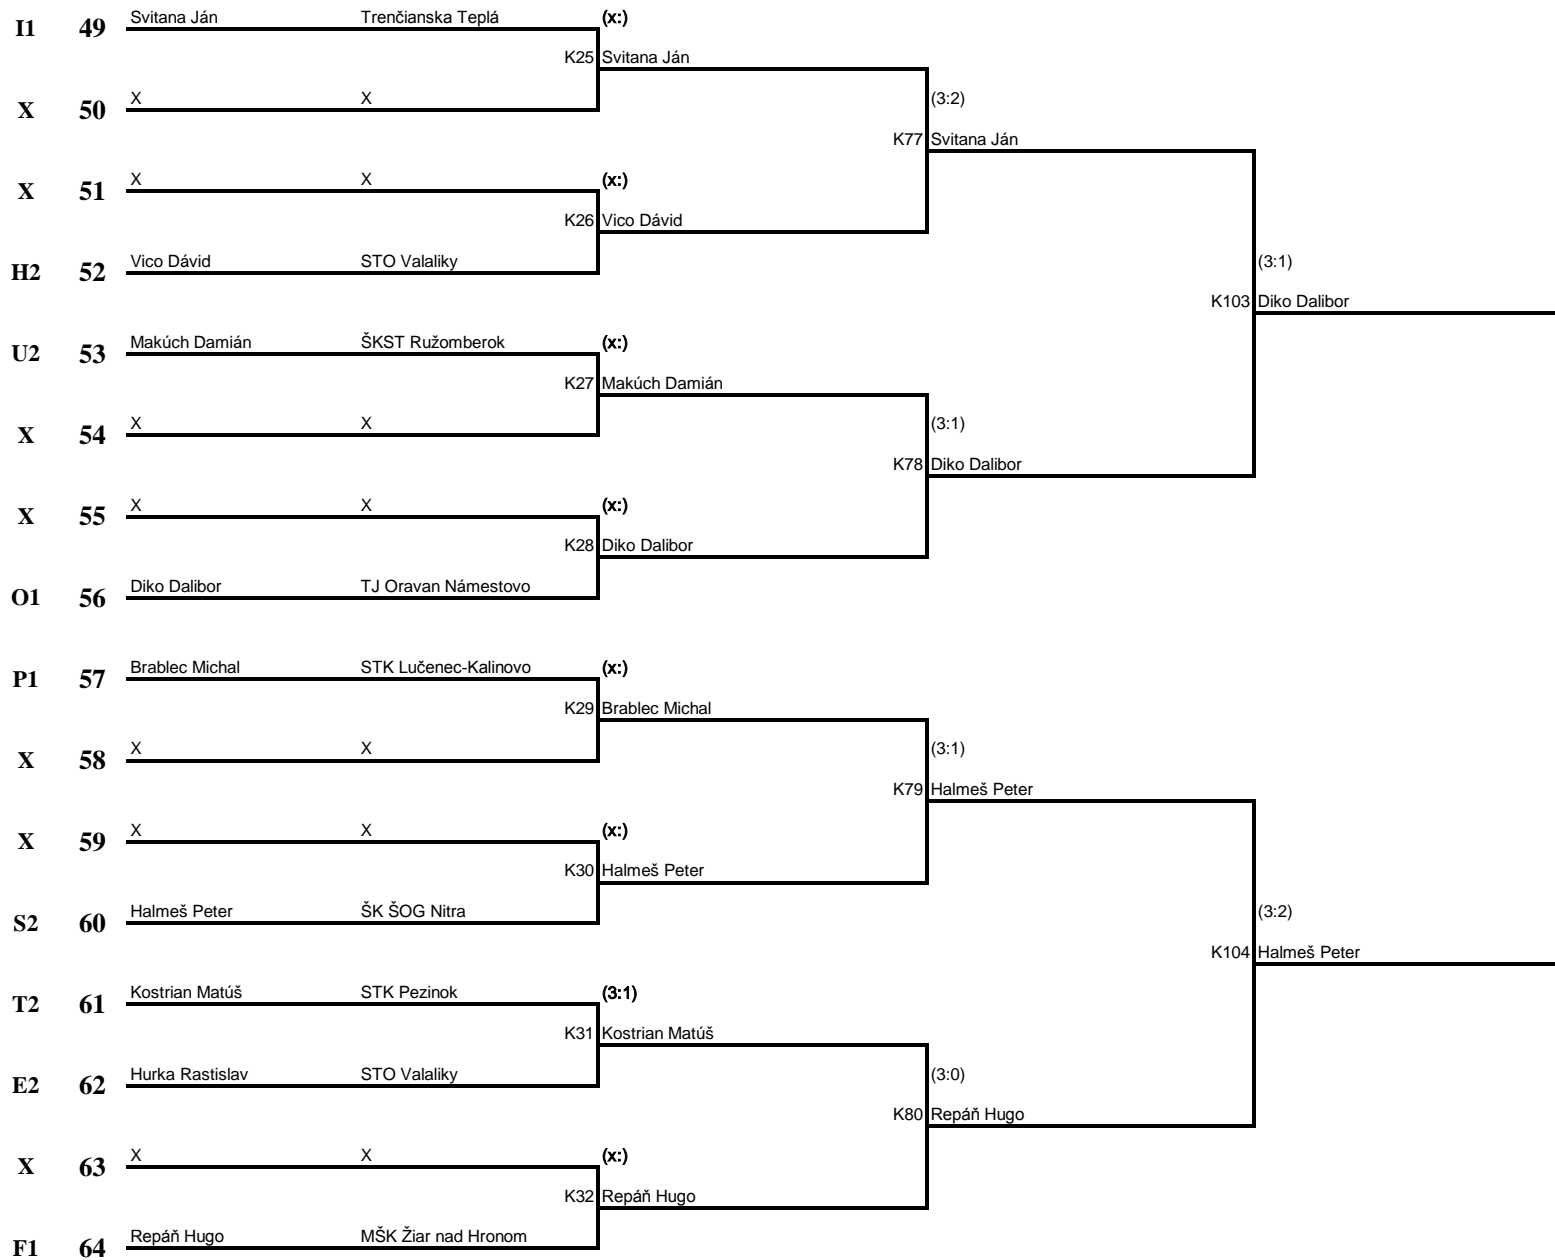 I1 49 Svitana Ján Trenčianska Teplá (x:)
K25 Svitana Ján
X 50 X X (3:2)
K77 Svitana Ján
X 51 X X (x:)
K26 Vico Dávid
H2 52 Vico Dávid STO Valaliky (3:1)
K103 Diko Dalibor
U2 53 Makúch Damián ŠKST Ružomberok (x:)
K27 Makúch Damián
X 54 X X (3:1)
K78 Diko Dalibor
X 55 X X (x:)
K28 Diko Dalibor
O1 56 Diko Dalibor TJ Oravan Námestovo
P1 57 Brablec Michal STK Lučenec-Kalinovo (x:)
K29 Brablec Michal
X 58 X X (3:1)
K79 Halmeš Peter
X 59 X X (x:)
K30 Halmeš Peter
S2 60 Halmeš Peter ŠK ŠOG Nitra (3:2)
K104 Halmeš Peter
T2 61 Kostrian Matúš STK Pezinok (3:1)
K31 Kostrian Matúš
E2 62 Hurka Rastislav STO Valaliky (3:0)
K80 Repáň Hugo
X 63 X X (x:)
K32 Repáň Hugo
F1 64 Repáň Hugo MŠK Žiar nad Hronom